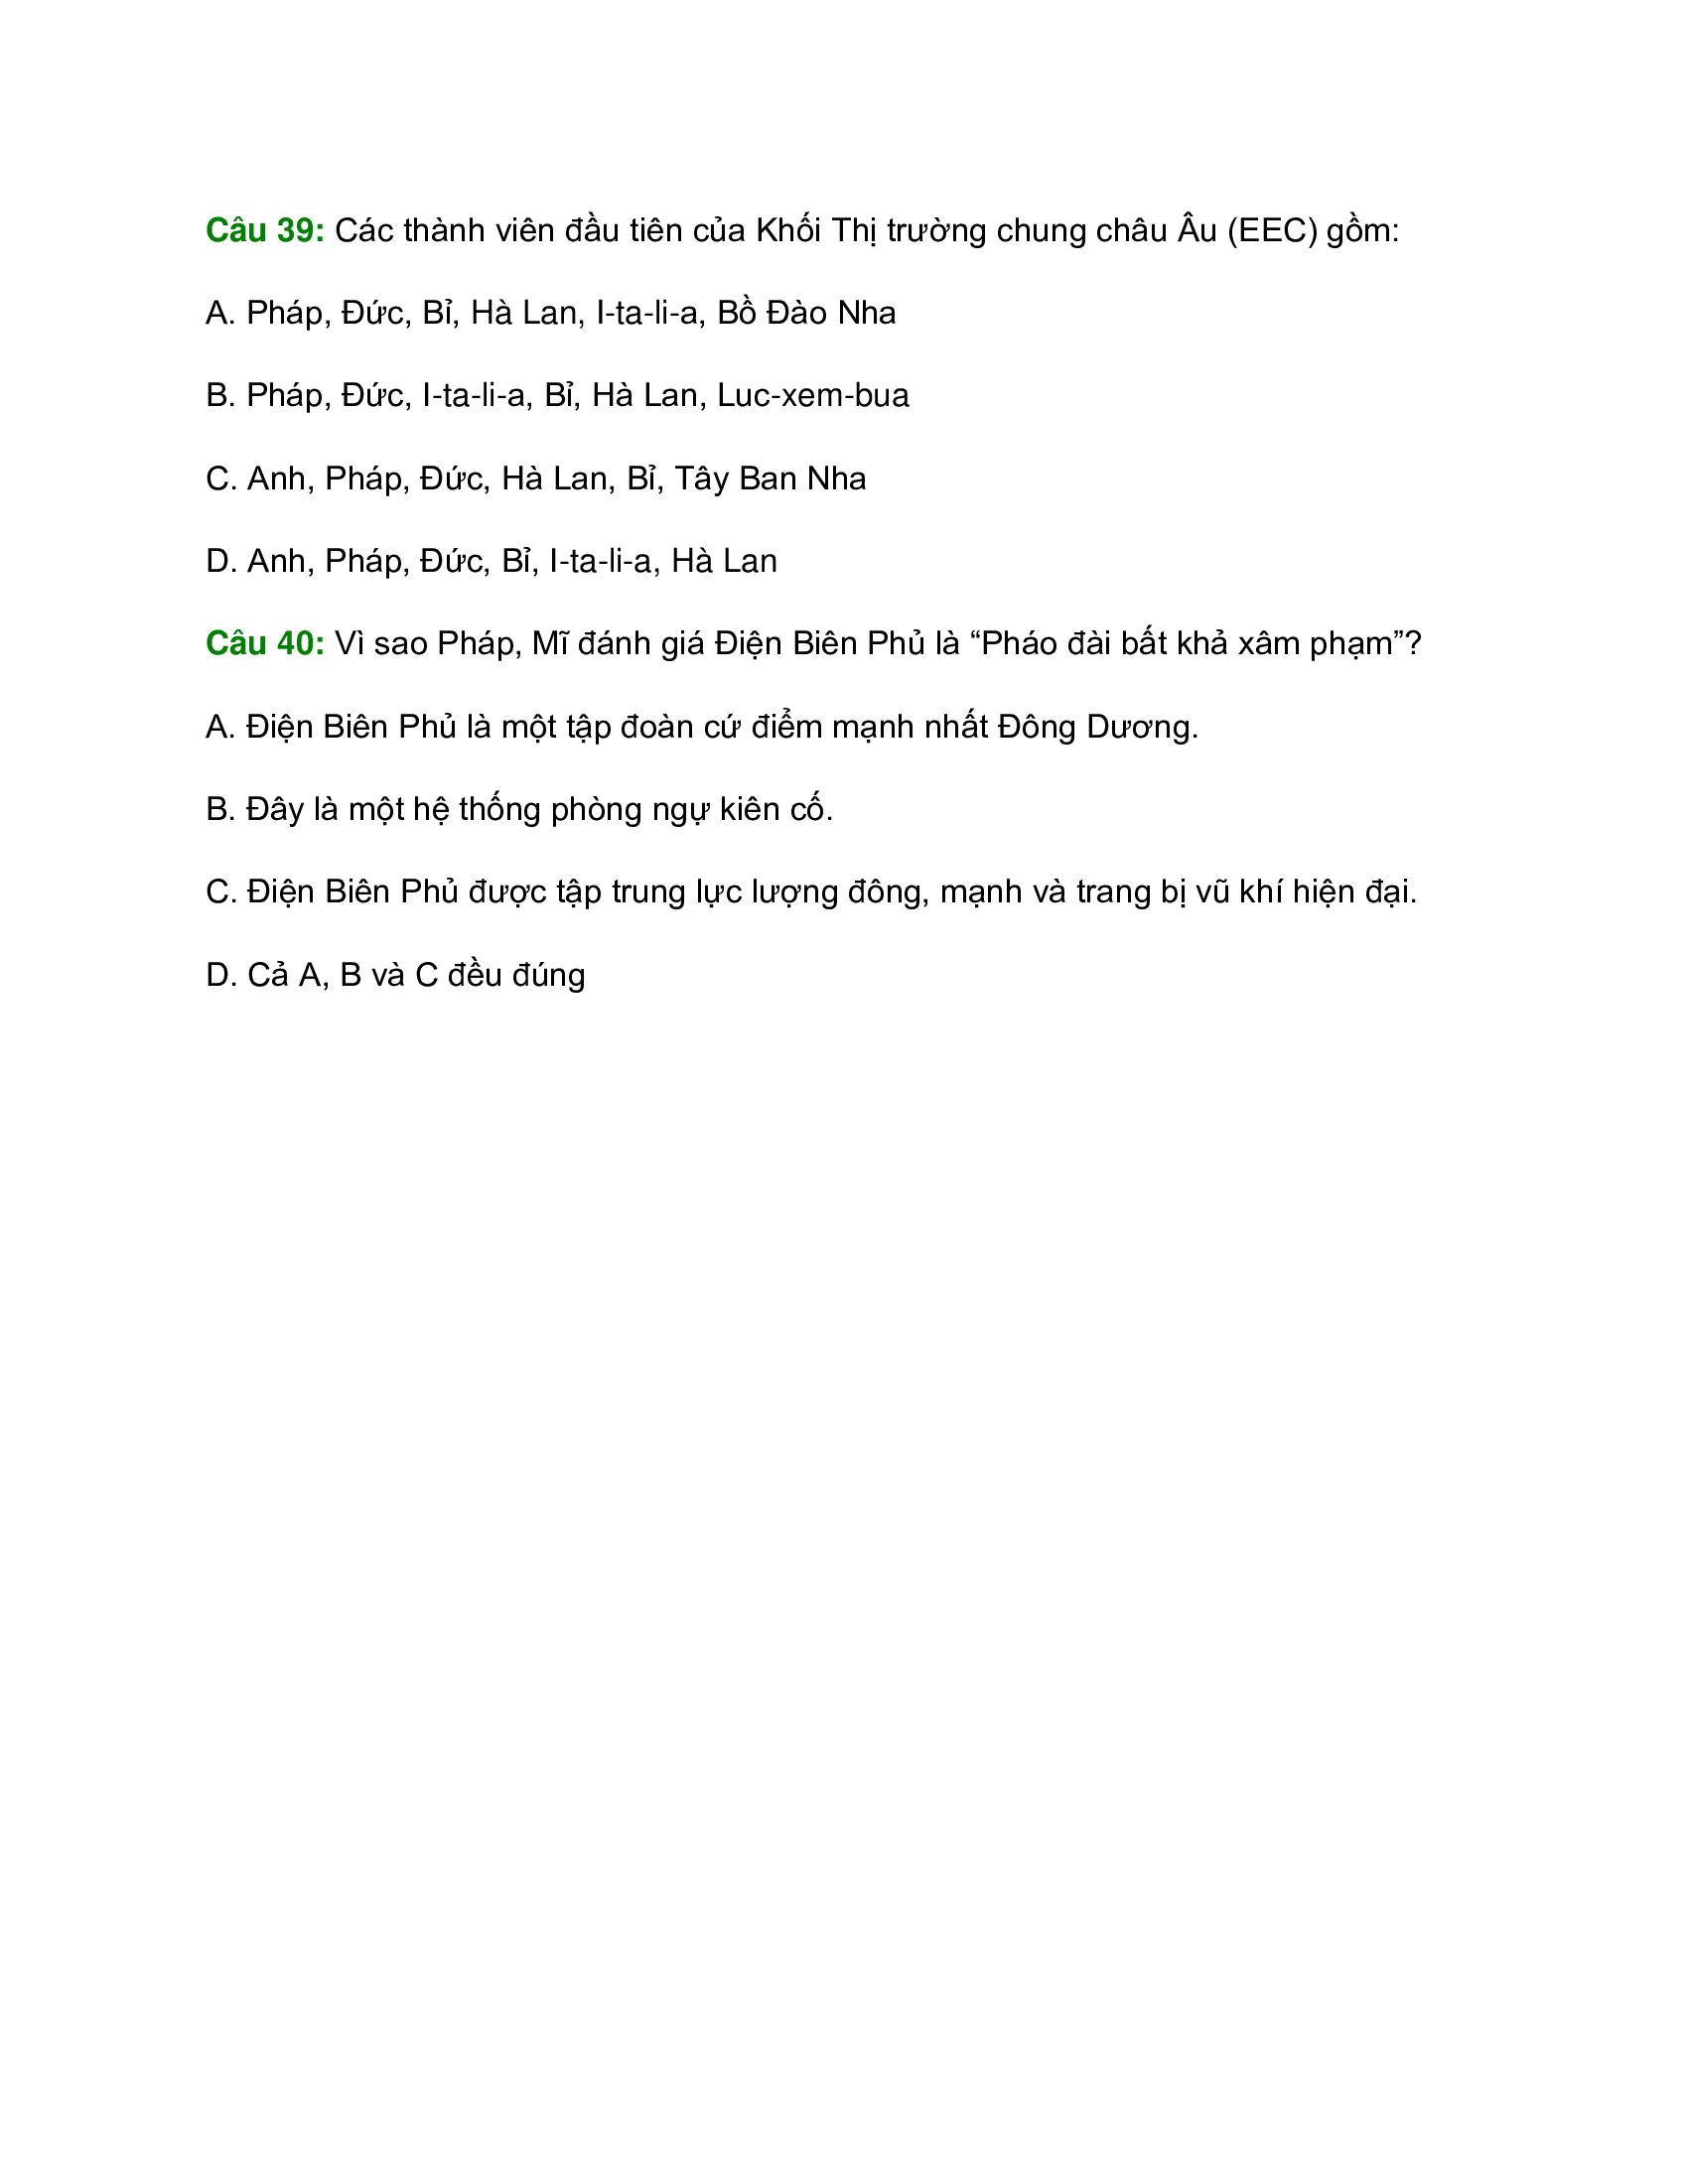 Câu 39: Các thành viên đầu tiên của Khối Thị trường chung châu Âu (EEC) gồm:
A. Pháp, Đức, Bỉ, Hà Lan, I-ta-li-a, Bồ Đào Nha
B. Pháp, Đức, I-ta-li-a, Bỉ, Hà Lan, Luc-xem-bua
C. Anh, Pháp, Đức, Hà Lan, Bỉ, Tây Ban Nha
D. Anh, Pháp, Đức, Bỉ, I-ta-li-a, Hà Lan
Câu 40: Vì sao Pháp, Mĩ đánh giá Điện Biên Phủ là “Pháo đài bất khả xâm phạm”?
A. Điện Biên Phủ là một tập đoàn cứ điểm mạnh nhất Đông Dương.
B. Đây là một hệ thống phòng ngự kiên cố.
C. Điện Biên Phủ được tập trung lực lượng đông, mạnh và trang bị vũ khí hiện đại.
D. Cả A, B và C đều đúng